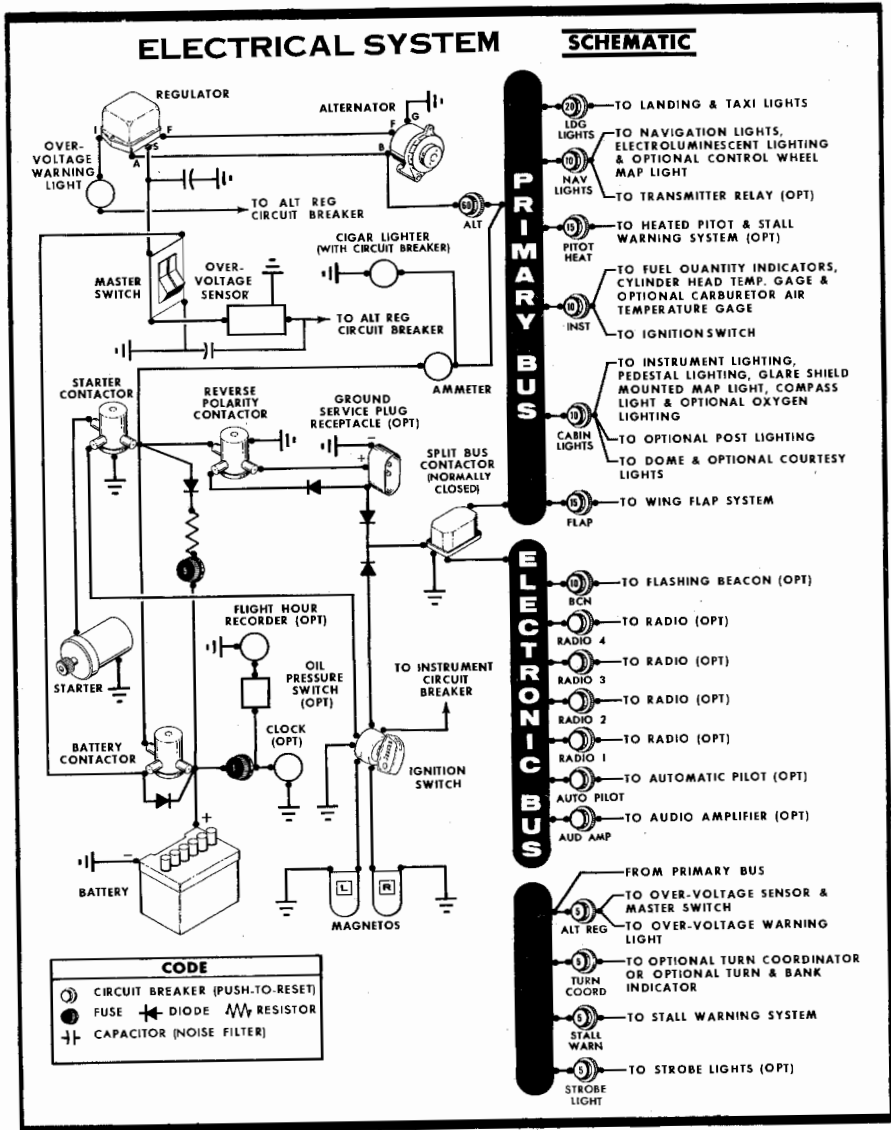 ELECTRICAL SYSTEM
SCHEMATIC
REGULATOR
I
F
A
S
OVER-
VOLTAGE
WARNING
LIGHT
ALTERNATOR
F
G
B
TO ALT REG
CIRCUIT BREAKER
60
ALT
CIGAR LIGHTER
(WITH CIRCUIT BREAKER)
MASTER
SWITCH
OVER-
VOLTAGE
SENSOR
TO ALT REG
CIRCUIT BREAKER
AMMETER
STARTER
CONTACTOR
REVERSE
POLARITY
CONTACTOR
GROUND
SERVICE PLUG
RECEPTACLE (OPT)
-
+
SPLIT BUS
CONTACTOR
(NORMALLY
CLOSED)
FLIGHT HOUR
RECORDER (OPT)
OIL
PRESSURE
SWITCH
(OPT)
TO INSTRUMENT
CIRCUIT
BREAKER
STARTER
BATTERY
CONTACTOR
CLOCK
(OPT)
IGNITION
SWITCH
+
-
BATTERY
L
R
MAGNETOS
CODE
CIRCUIT BREAKER (PUSH-TO-RESET)
FUSE DIODE RESISTOR
CAPACITOR (NOISE FILTER)
PRIMARY BUS
20
LDG
LIGHTS
TO LANDING & TAXI LIGHTS
10
NAV
LIGHTS
TO NAVIGATION LIGHTS,
ELECTROLUMINESCENT LIGHTING
& OPTIONAL CONTROL WHEEL
MAP LIGHT
TO TRANSMITTER RELAY (OPT)
15
PITOT
HEAT
TO HEATED PITOT & STALL
WARNING SYSTEM (OPT)
10
INST
TO FUEL QUANTITY INDICATORS,
CYLINDER HEAD TEMP. GAGE &
OPTIONAL CARBURETOR AIR
TEMPERATURE GAGE
TO IGNITION SWITCH
10
CABIN
LIGHTS
TO INSTRUMENT LIGHTING,
PEDESTAL LIGHTING, GLARE SHIELD
MOUNTED MAP LIGHT, COMPASS
LIGHT & OPTIONAL OXYGEN
LIGHTING
TO OPTIONAL POST LIGHTING
TO DOME & OPTIONAL COURTESY
LIGHTS
15
FLAP
TO WING FLAP SYSTEM
ELECTRONIC BUS
10
BCN
TO FLASHING BEACON (OPT)
RADIO 4
TO RADIO (OPT)
RADIO 3
TO RADIO (OPT)
RADIO 2
TO RADIO (OPT)
RADIO 1
TO RADIO (OPT)
AUTO PILOT
TO AUTOMATIC PILOT (OPT)
AUD AMP
TO AUDIO AMPLIFIER (OPT)
FROM PRIMARY BUS
5
ALT REG
TO OVER-VOLTAGE SENSOR &
MASTER SWITCH
TO OVER-VOLTAGE WARNING
LIGHT
5
TURN
COORD
TO OPTIONAL TURN COORDINATOR
OR OPTIONAL TURN & BANK
INDICATOR
5
STALL
WARN
TO STALL WARNING SYSTEM
5
STROBE
LIGHT
TO STROBE LIGHTS (OPT)